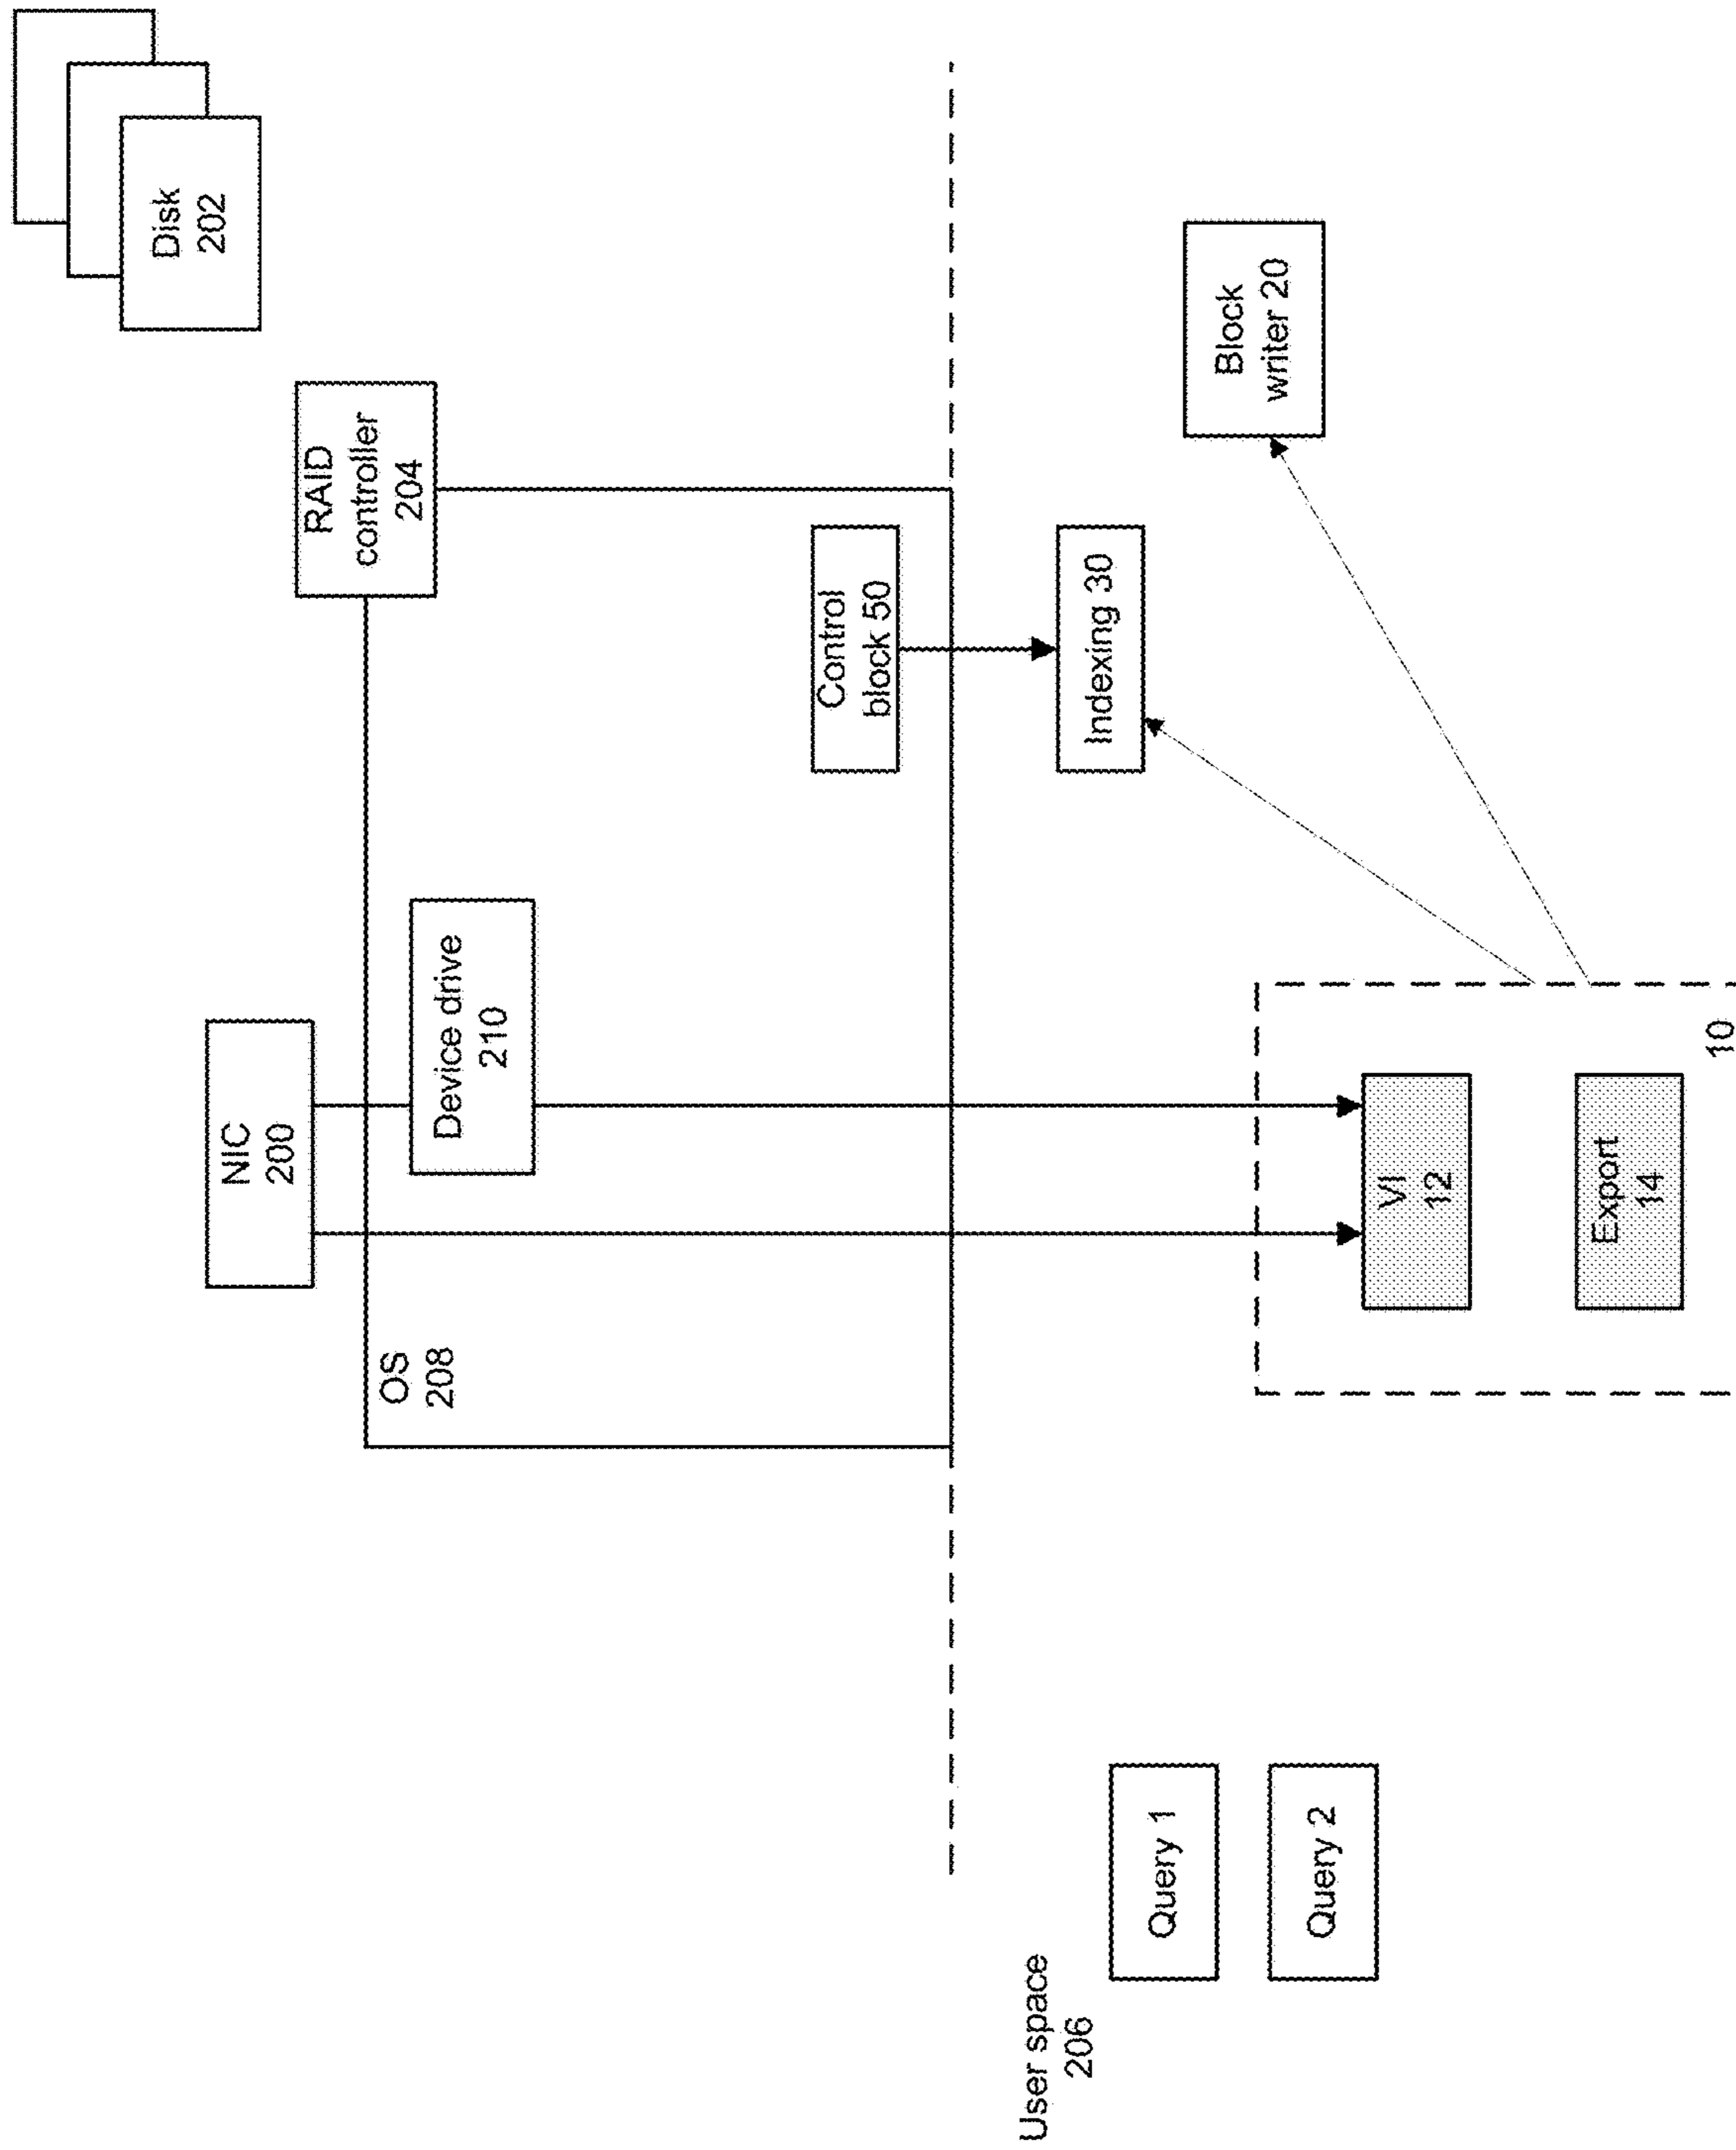 Disk
202
RAID
controller
204
NIC
200
Device drive
210
OS
208
Control
block 50
Indexing 30
Block
writer 20
User space
206
Query 1
Query 2
VI
12
Export
14
10